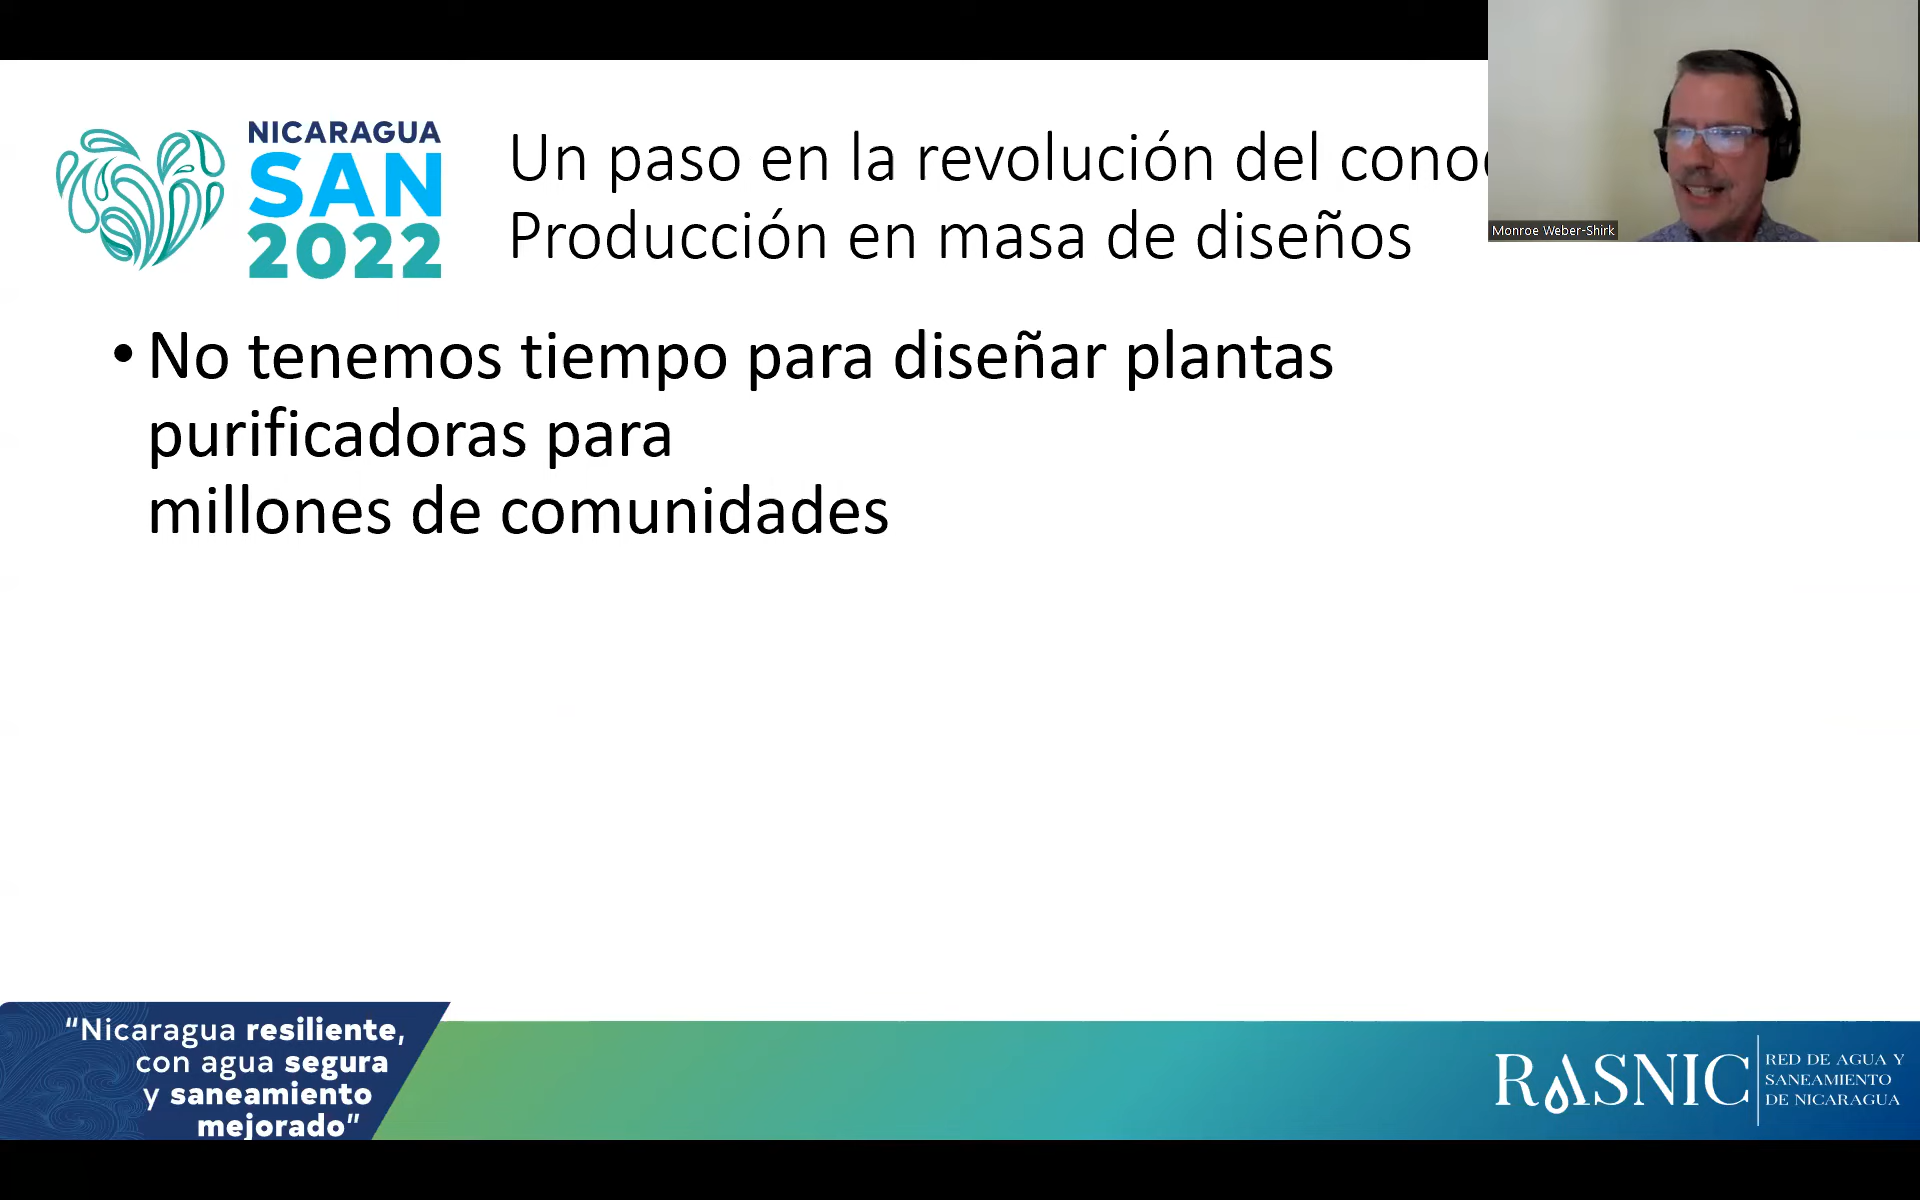 NICARAGUA
SAN
2022
Un paso en la revolución del
Producción en masa de diseños
Monroe Weber-Shirk
• No tenemos tiempo para diseñar plantas
purificadoras para
millones de comunidades
“Nicaragua resiliente,
con agua segura
y saneamiento
mejorado”
RASNIC
RED DE AGUA Y
SANEAMIENTO
DE NICARAGUA